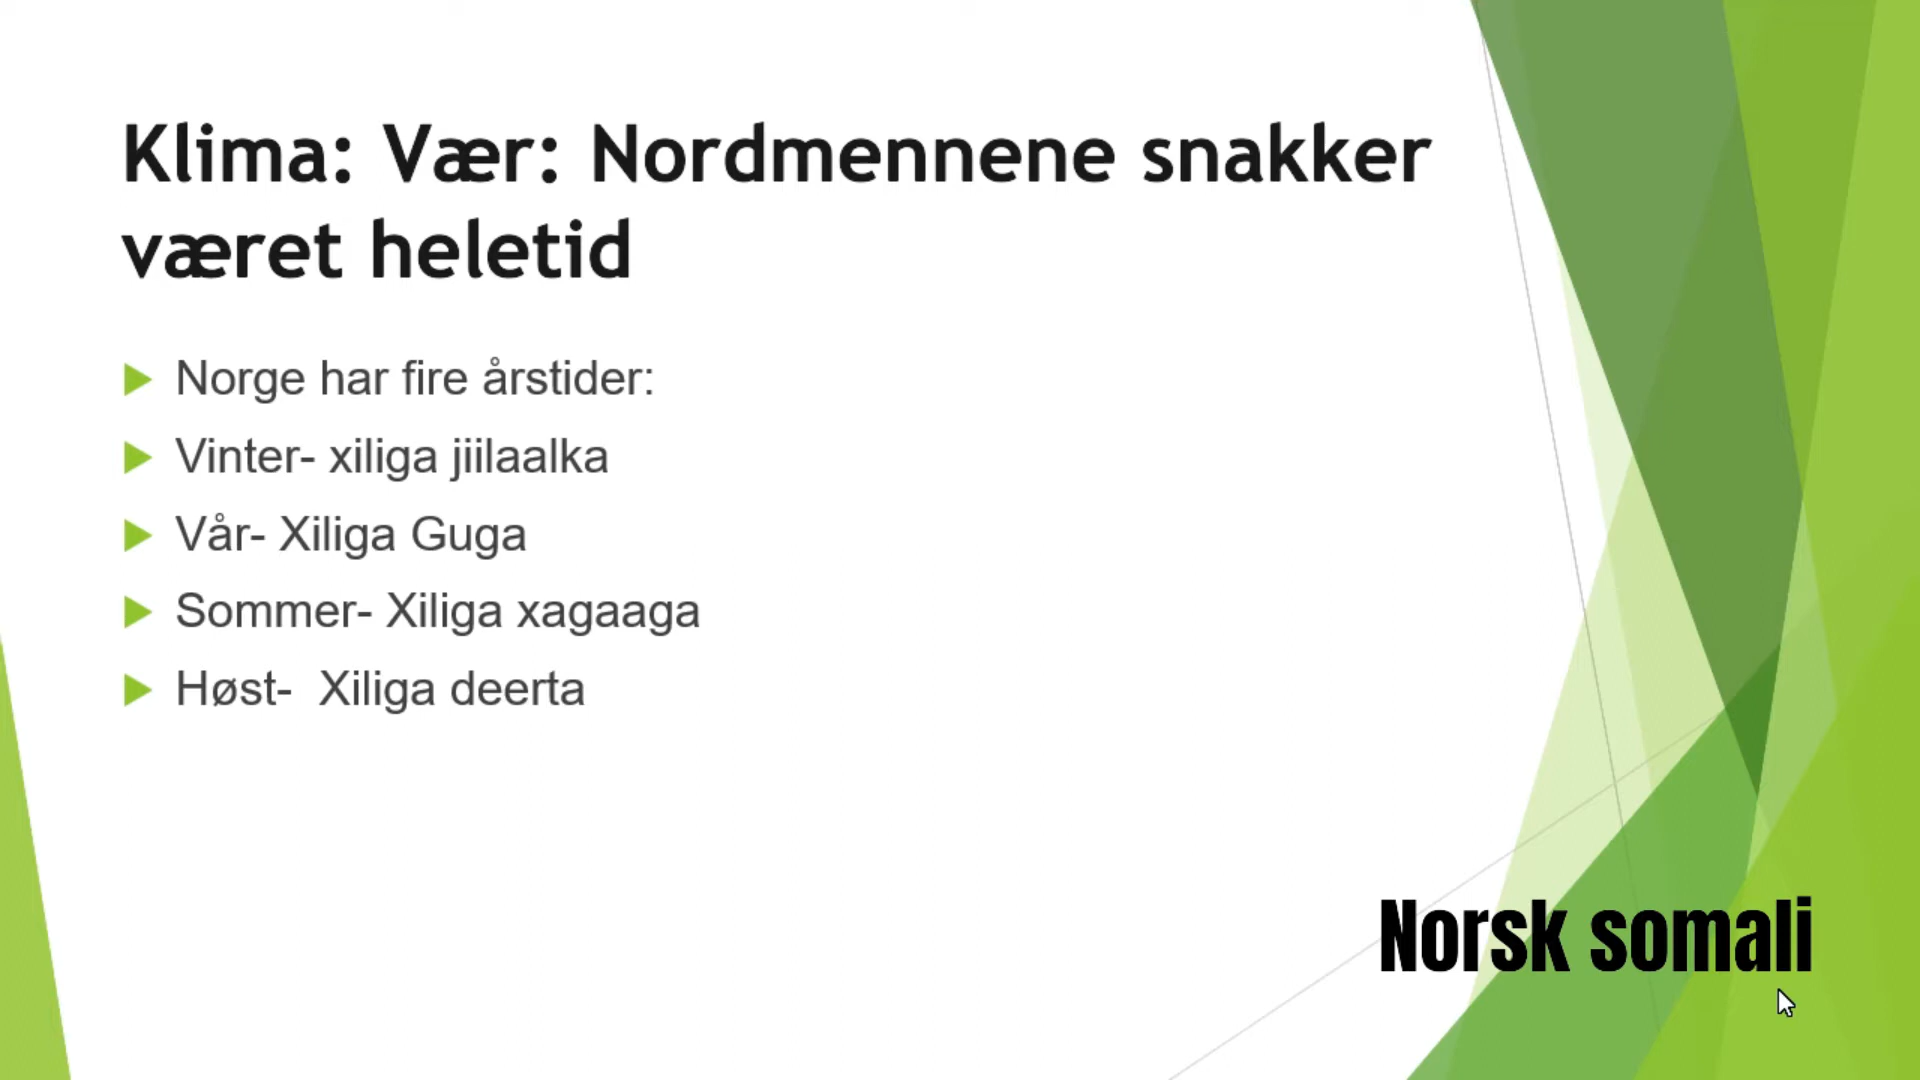 Klima: Vær: Nordmennene snakker
været heletid
Norge har fire årstider:
Vinter- xiliga jiilaalka
Vår- Xiliga Guga
Sommer- Xiliga xagaaga
Høst-  Xiliga deerta
Norsk somali